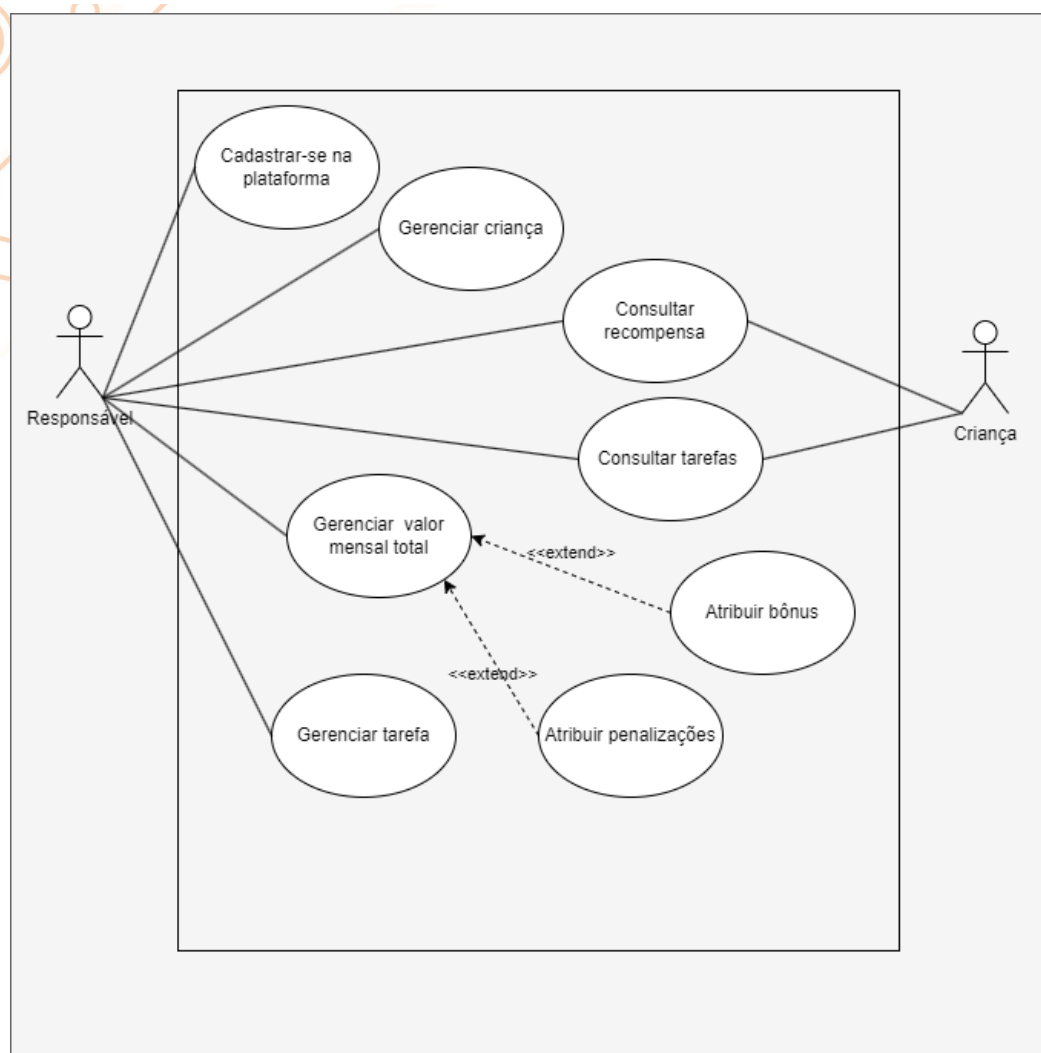 Cadastrar-se na
plataforma
Gerenciar criança
Consultar
recompensa
Responsável
Criança
Consultar tarefas
Gerenciar valor
mensal total
<<extend>>
Atribuir bônus
<<extend>>
Gerenciar tarefa
Atribuir penalizações